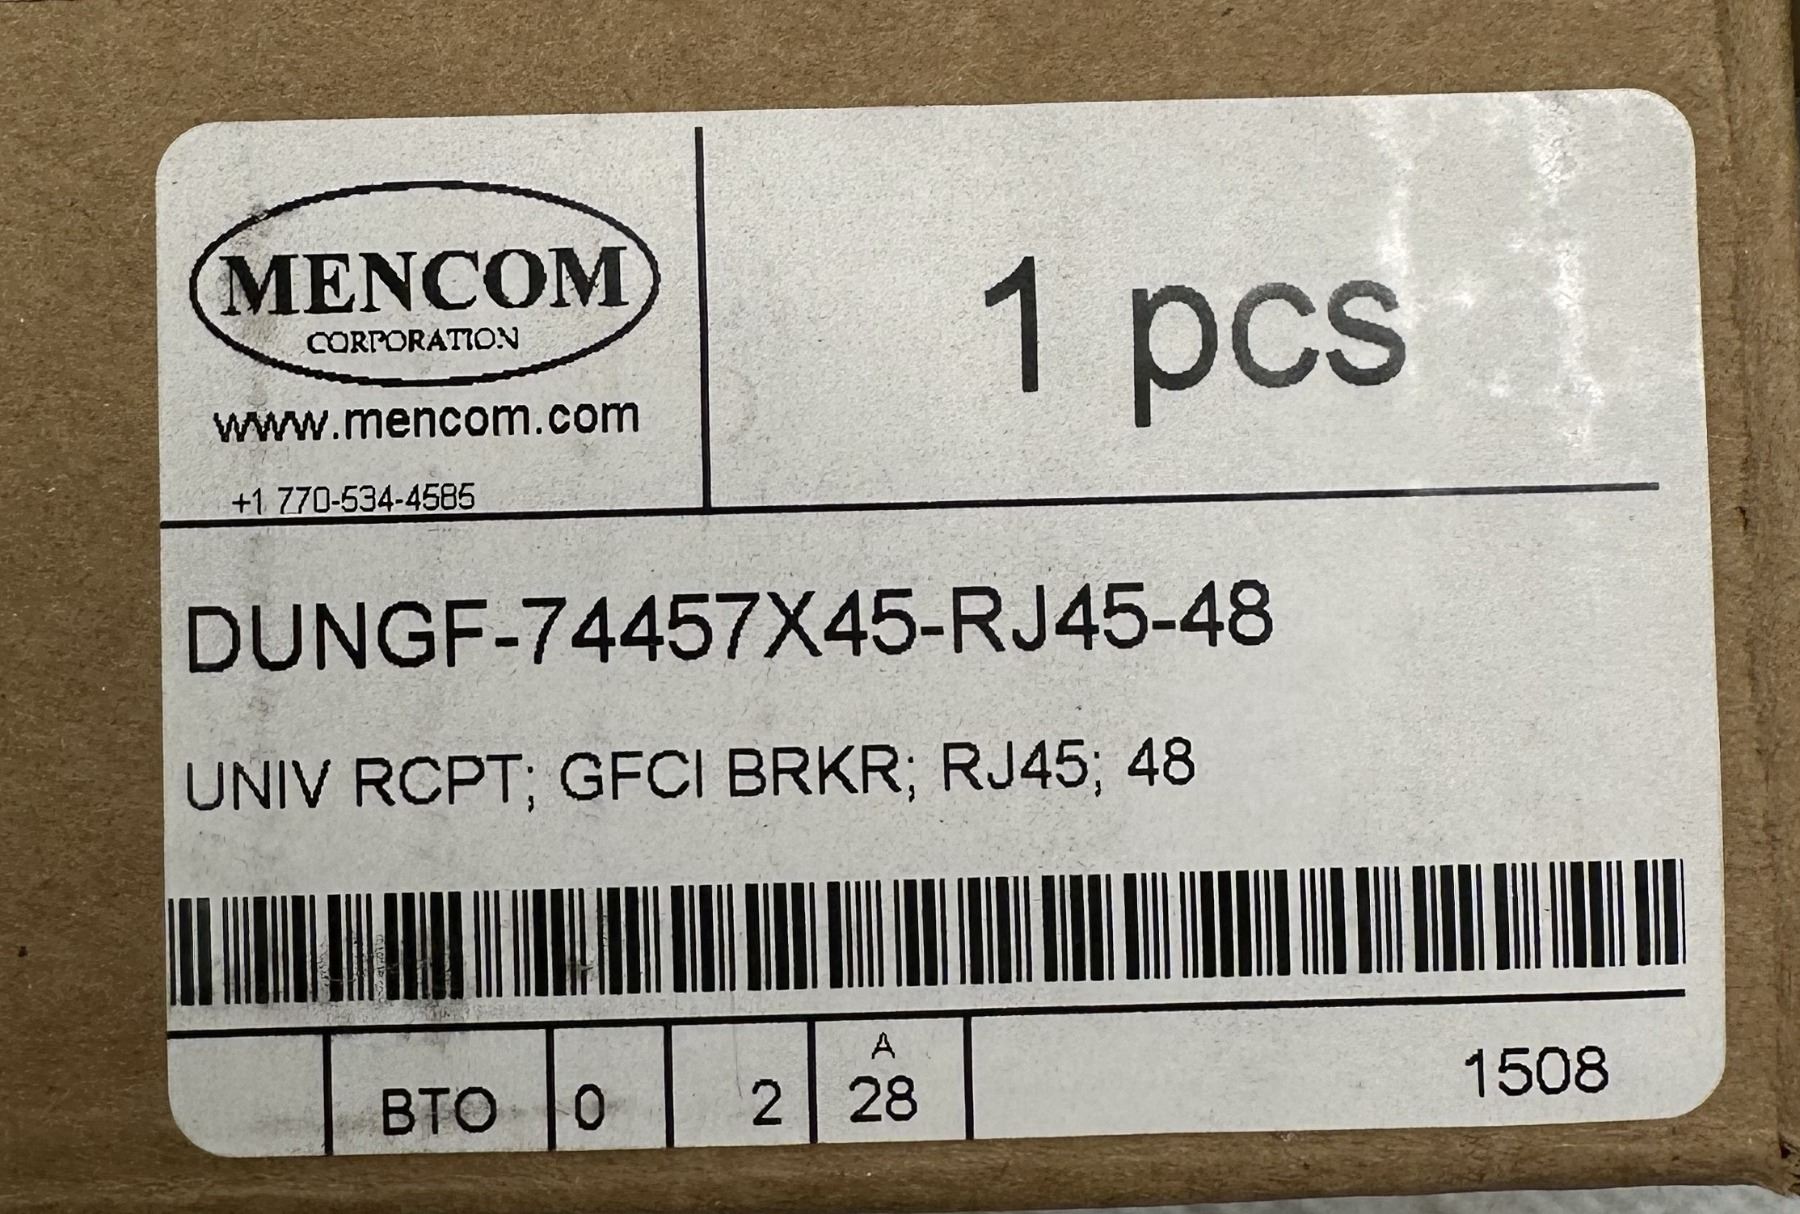 MENCOM
CORPORATION
www.mencom.com
+1 770-534-4585
1 pcs
DUNGF-74457X45-RJ45-48
UNIV RCPT; GFCI BRKR; RJ45; 48
BTO 0 2 A 28 1508